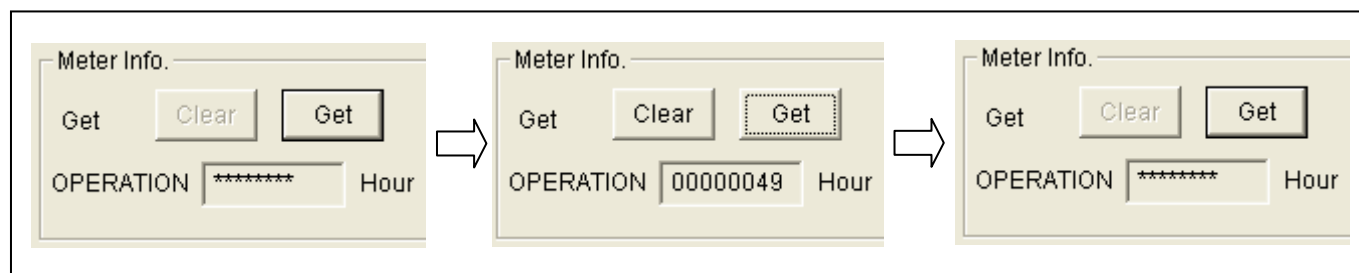 Meter Info.
Get Clear Get
OPERATION ******** Hour
Meter Info.
Get Clear Get
OPERATION 00000049 Hour
Meter Info.
Get Clear Get
OPERATION ******** Hour